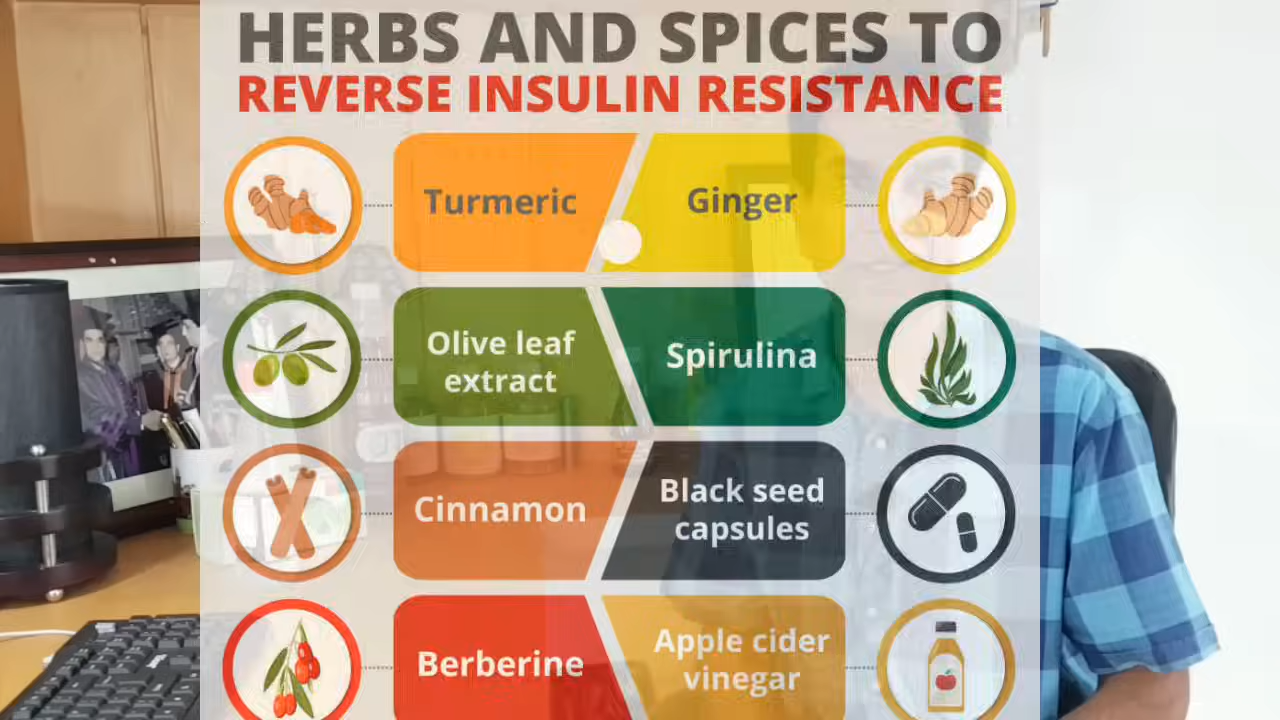 HERBS AND SPICES TO
REVERSE INSULIN RESISTANCE
Turmeric
Ginger
Olive leaf
extract
Spirulina
Cinnamon
Black seed
capsules
Berberine
Apple cider
vinegar